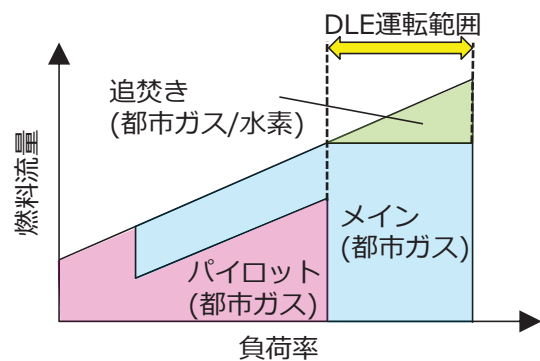 DLE運転範囲
追焚き
(都市ガス/水素)
燃料流量
メイン
(都市ガス)
パイロット
(都市ガス)
負荷率